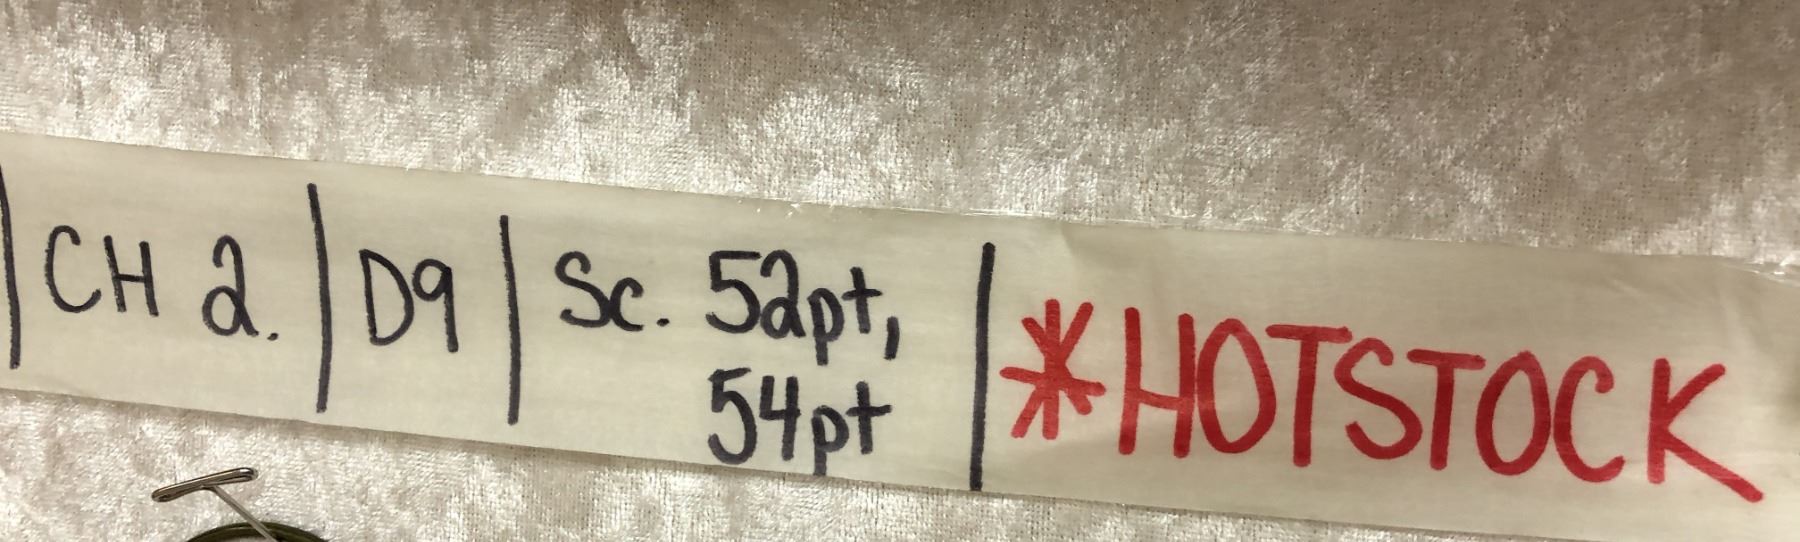 | CH 2. | D9 | Sc. 52pt, | *HOTSTOCK
54pt